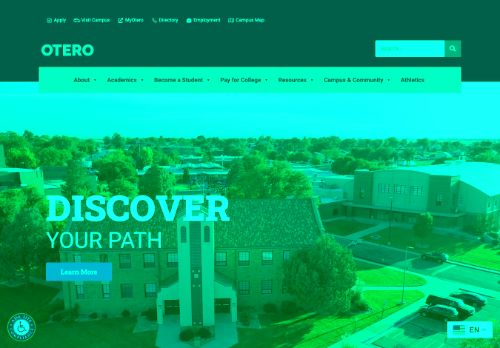 Apply
Visit Campus
MyOtero
Directory
Employment
Campus Map
OTERO
About
Academics
Become a Student
Pay for College
Resources
Campus & Community
Athletics
DISCOVER
YOUR PATH
Learn More
EN